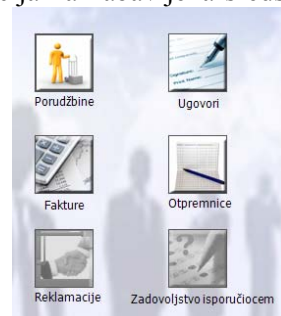 Porudžbine Ugovori
Fakture Otpremnice
Reklamacije Zadovoljstvo isporučiocem